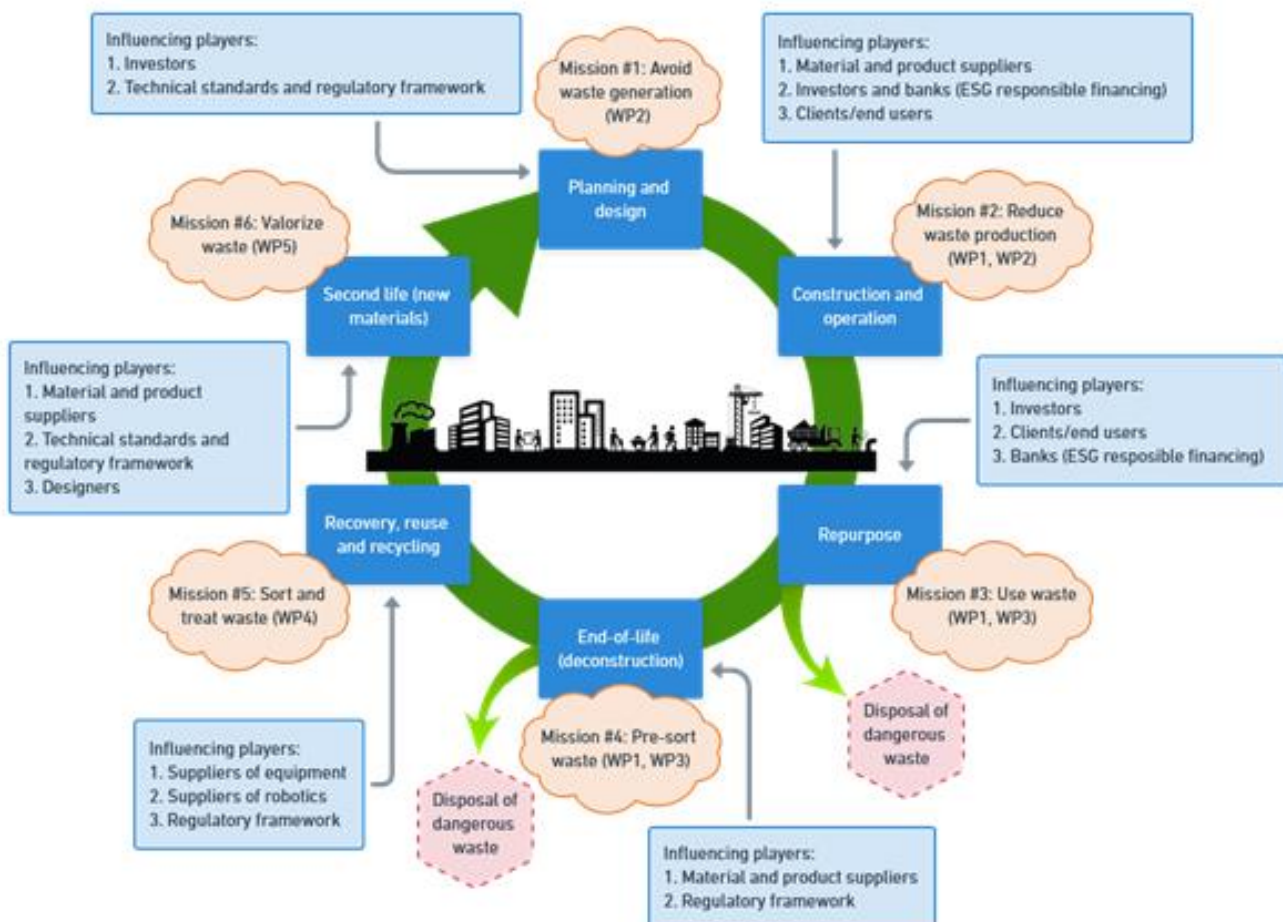 Influencing players:
1. Investors
2. Technical standards and regulatory framework
Mission #1: Avoid
waste generation
(WP2)
Influencing players:
1. Material and product suppliers
2. Investors and banks (ESG responsible financing)
3. Clients/end users
Planning and
design
Mission #6: Valorize
waste (WP5)
Mission #2: Reduce
waste production
(WP1, WP2)
Second life (new
materials)
Construction and
operation
Influencing players:
1. Material and product
suppliers
2. Technical standards and
regulatory framework
3. Designers
Influencing players:
1. Investors
2. Clients/end users
3. Banks (ESG resposible financing)
Recovery, reuse
and recycling
Repurpose
Mission #5: Sort and
treat waste (WP4)
Mission #3: Use waste
(WP1, WP3)
End-of-life
(deconstruction)
Mission #4: Pre-sort
waste (WP1, WP3)
Disposal of
dangerous
waste
Influencing players:
1. Suppliers of equipment
2. Suppliers of robotics
3. Regulatory framework
Disposal of
dangerous
waste
Influencing players:
1. Material and product suppliers
2. Regulatory framework